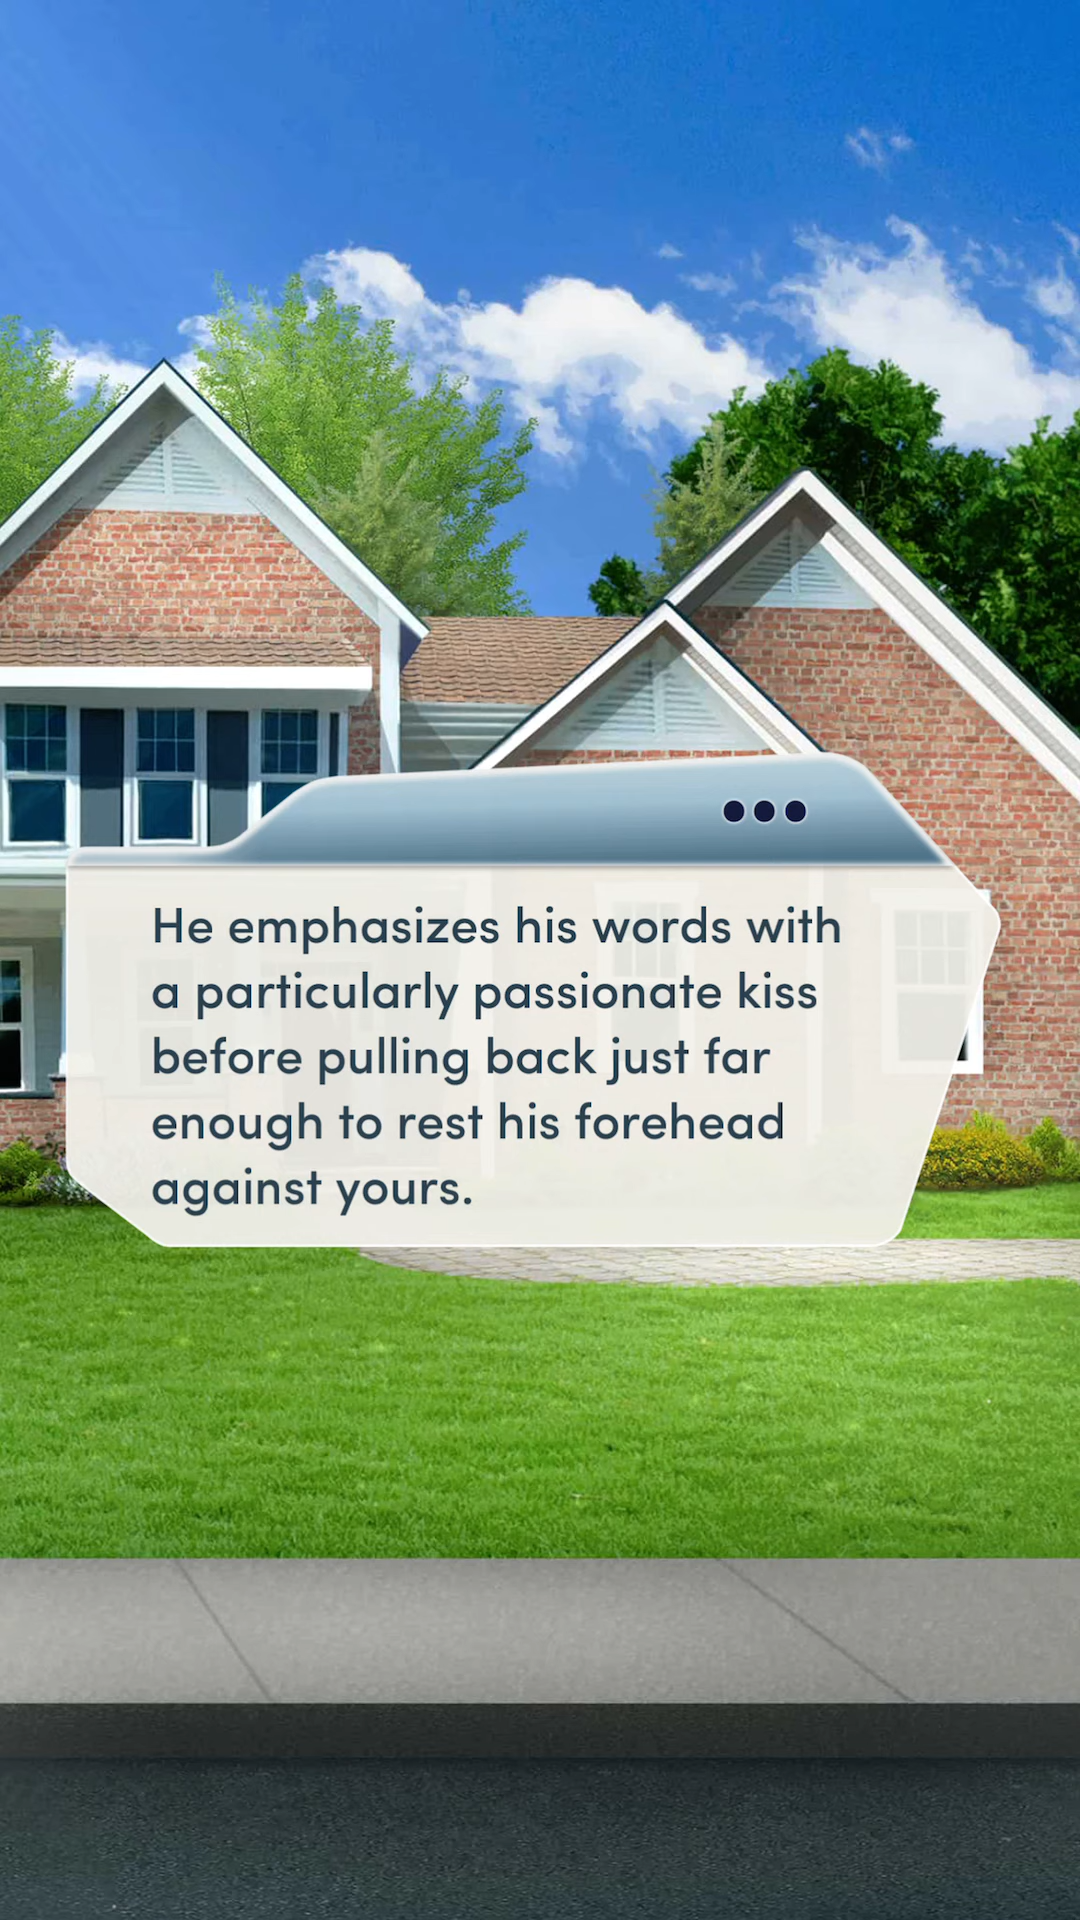 He emphasizes his words with
a particularly passionate kiss
before pulling back just far
enough to rest his forehead
against yours.